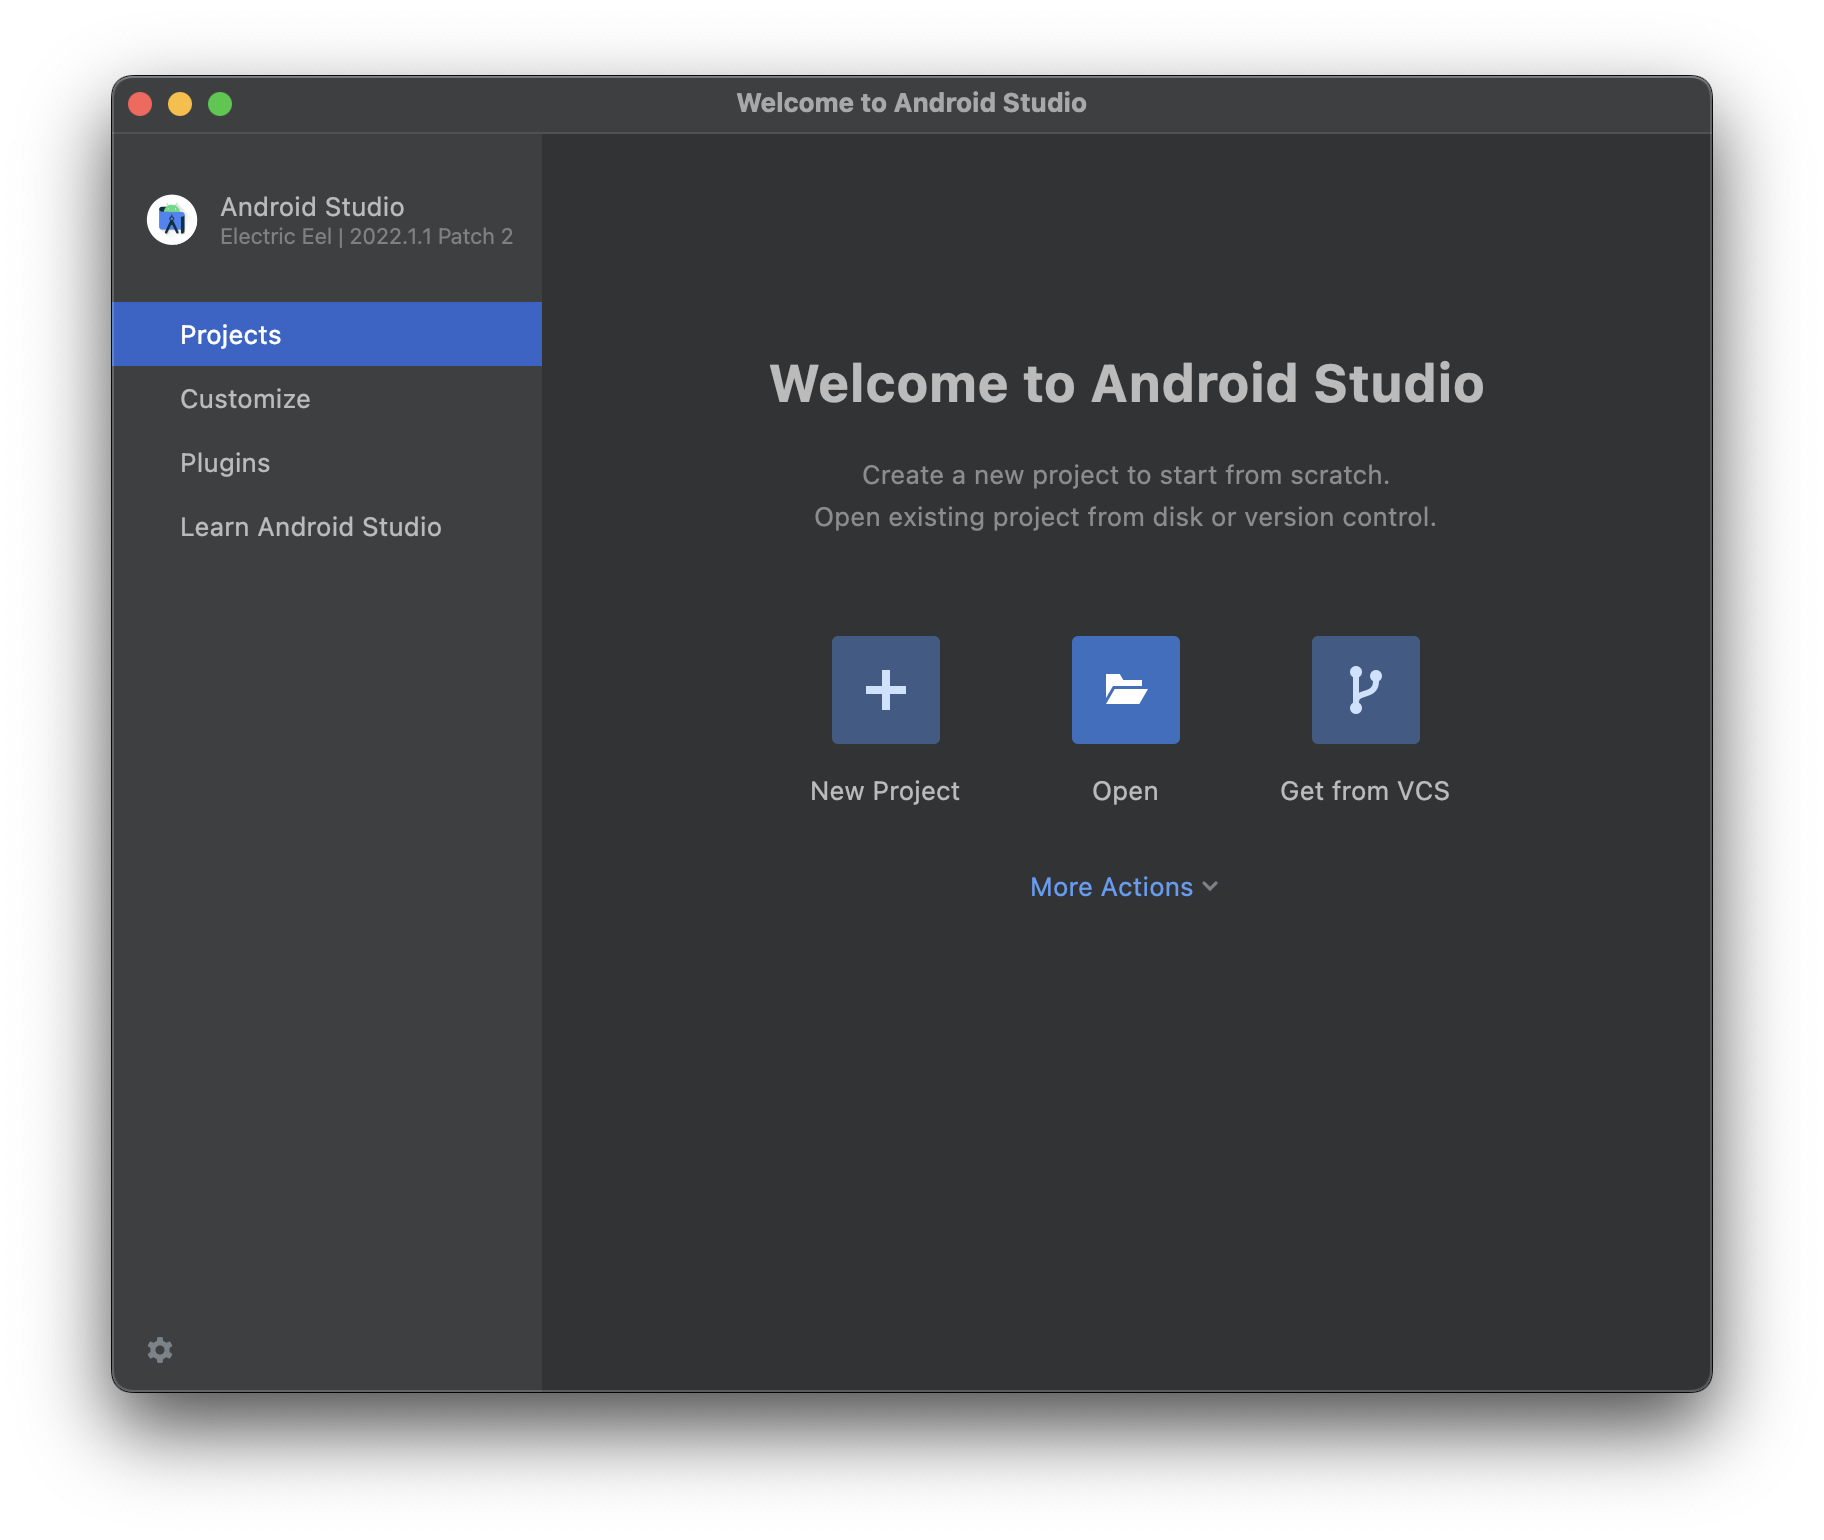 Welcome to Android Studio
Android Studio
Electric Eel | 2022.1.1 Patch 2
Projects
Customize
Plugins
Learn Android Studio
Welcome to Android Studio
Create a new project to start from scratch.
Open existing project from disk or version control.
New Project
Open
Get from VCS
More Actions